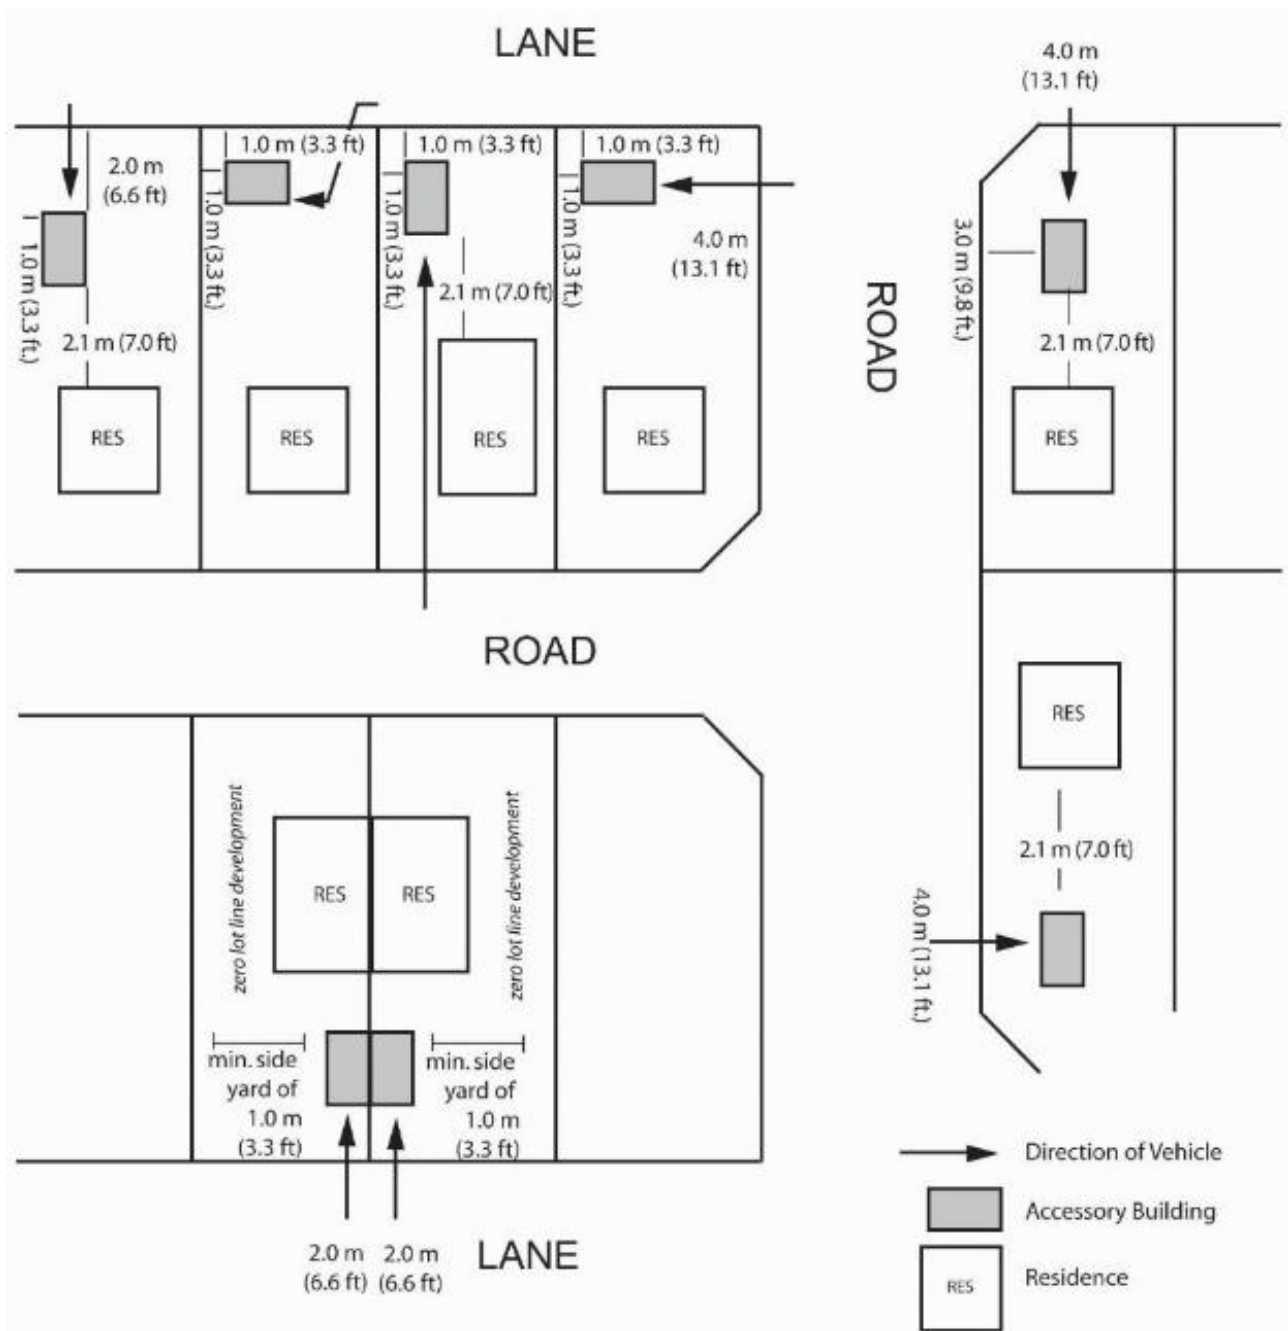 LANE
4.0 m
(13.1 ft)
2.0 m
(6.6 ft)
1.0 m (3.3 ft.)
2.1 m (7.0 ft)
RES
1.0 m (3.3 ft)
1.0 m (3.3 ft)
RES
1.0 m (3.3 ft)
1.0 m (3.3 ft)
2.1 m (7.0 ft)
RES
1.0 m (3.3 ft)
1.0 m (3.3 ft)
4.0 m
(13.1 ft)
RES
ROAD
3.0 m (9.8 ft.)
2.1 m (7.0 ft)
RES
ROAD
zero lot line development
RES
RES
zero lot line development
min. side
yard of
1.0 m
(3.3 ft)
min. side
yard of
1.0 m
(3.3 ft)
2.0 m
(6.6 ft)
2.0 m
(6.6 ft)
LANE
RES
2.1 m (7.0 ft)
4.0 m (13.1 ft.)
Direction of Vehicle
Accessory Building
RES
Residence